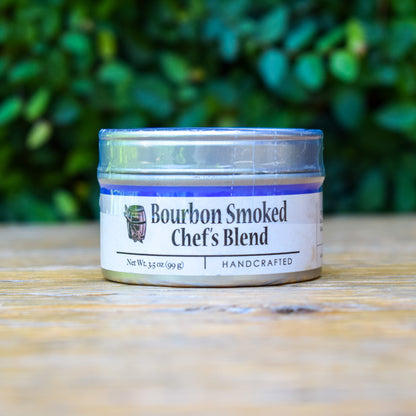 Bourbon Smoked
Chef's Blend
Net Wt. 3.5 oz (99 g) | HANDCRAFTED